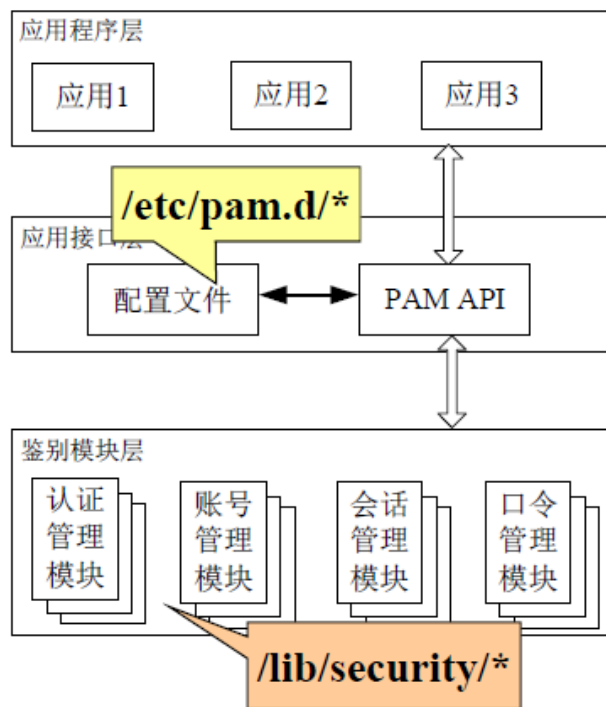 应用程序层
应用1
应用2
应用3
/etc/pam.d/*
应用接口层
配置文件
PAM API
鉴别模块层
认证
管理
模块
账号
管理
模块
会话
管理
模块
口令
管理
模块
/lib/security/*